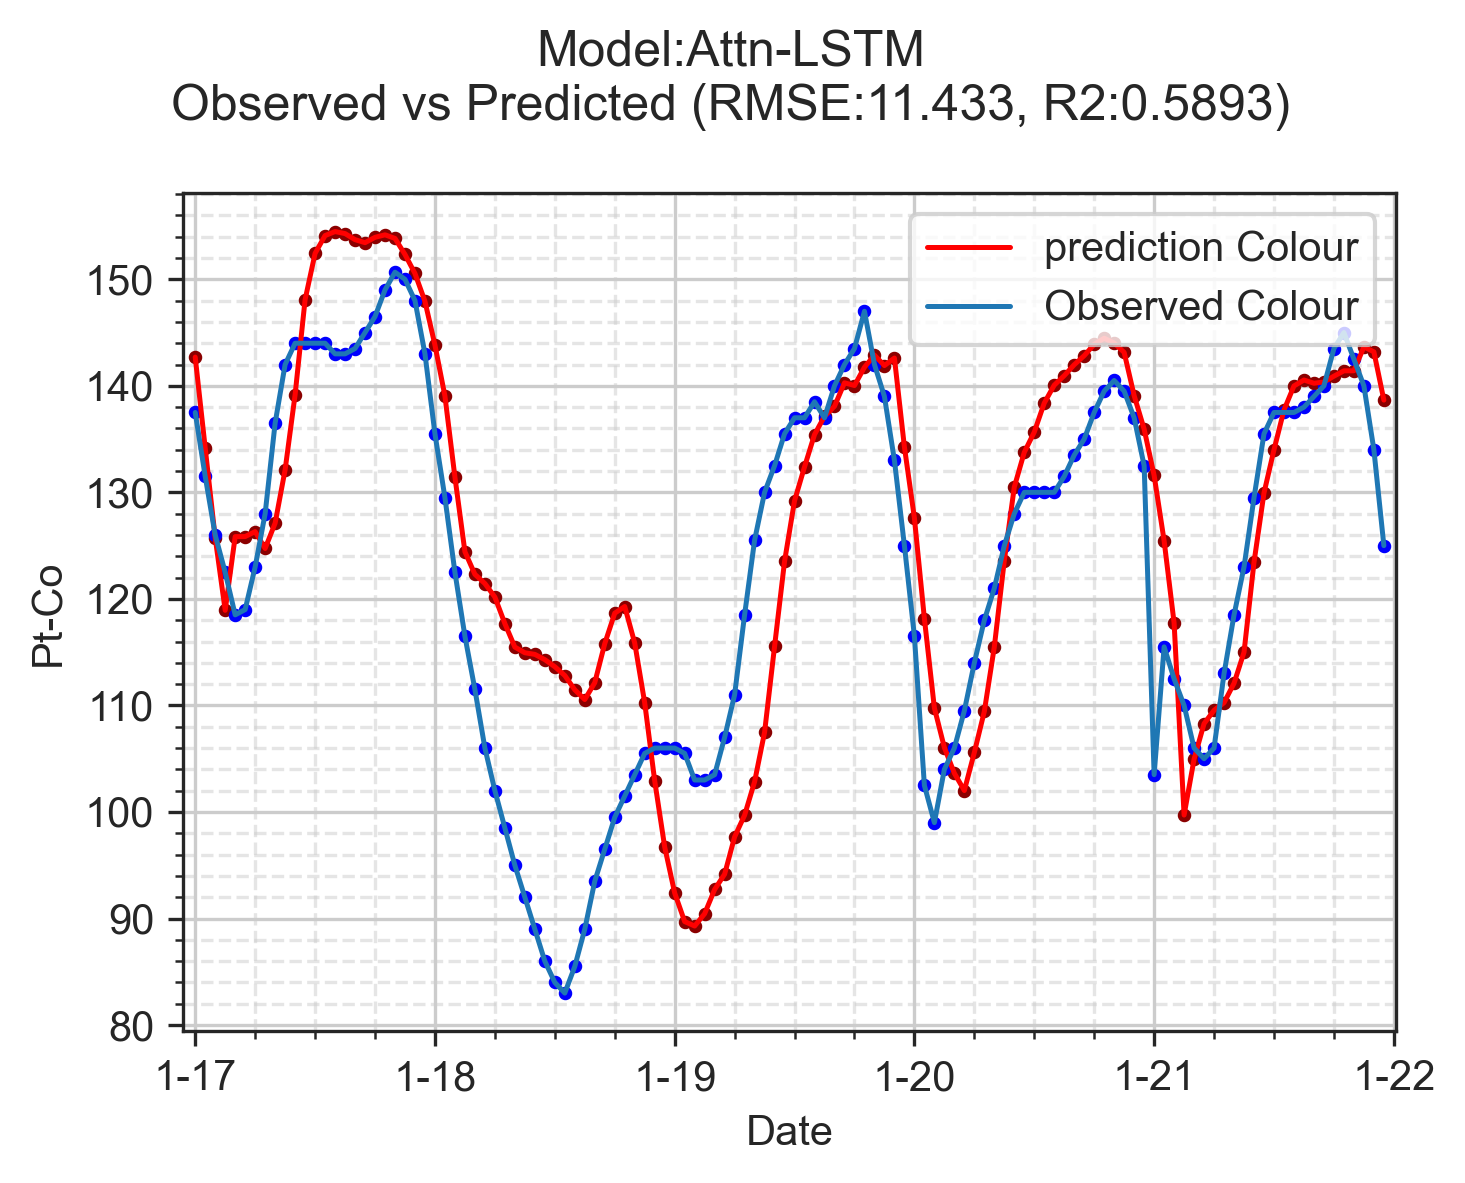 Model:Attn-LSTM
Observed vs Predicted (RMSE:11.433, R2:0.5893)
prediction Colour
Observed Colour
150
140
130
120
110
100
90
80
Pt-Co
1-17
1-18
1-19
1-20
1-21
1-22
Date